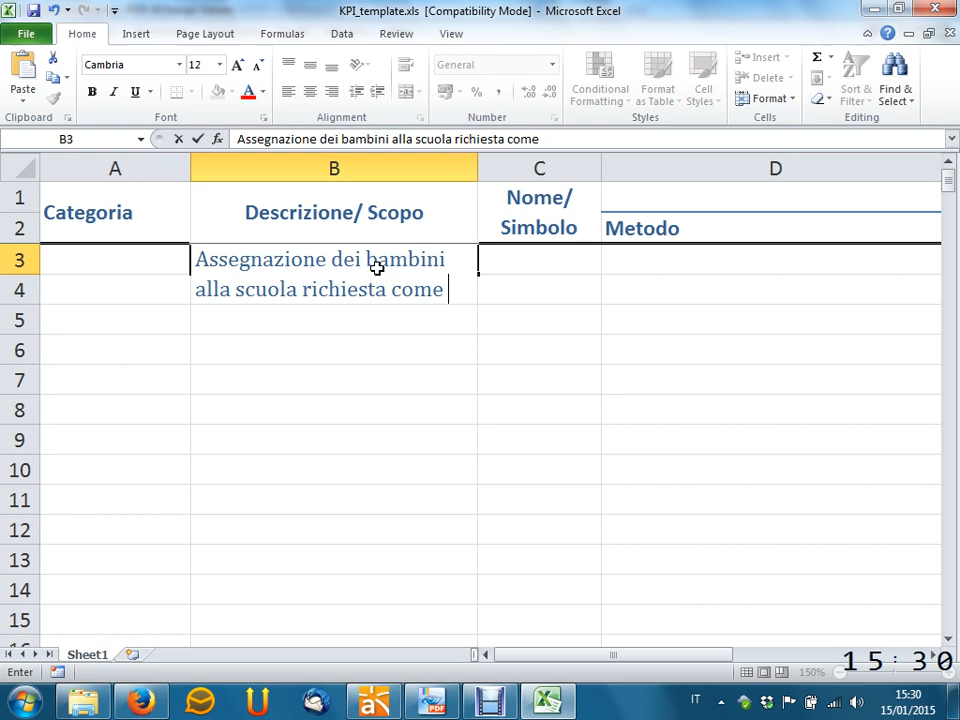 KPI_template.xls [Compatibility Mode] - Microsoft Excel
File Home Insert Page Layout Formulas Data Review View
Cambria 12 General
Paste
B I U
Conditional Formatting Format as Table Cell Styles
Insert
Delete
Format
Sort & Filter Find & Select
Clipboard Font Alignment Number Styles Cells Editing
B3 fx Assegnazione dei bambini alla scuola richiesta come
A B C D
1
2
Categoria
Descrizione/ Scopo
Nome/
Simbolo
Metodo
3 Assegnazione dei bambini
4 alla scuola richiesta come
5
6
7
8
9
10
11
12
13
14
15
16
Sheet1
Enter 150%
15:30
PDF
IT
15:30
15/01/2015